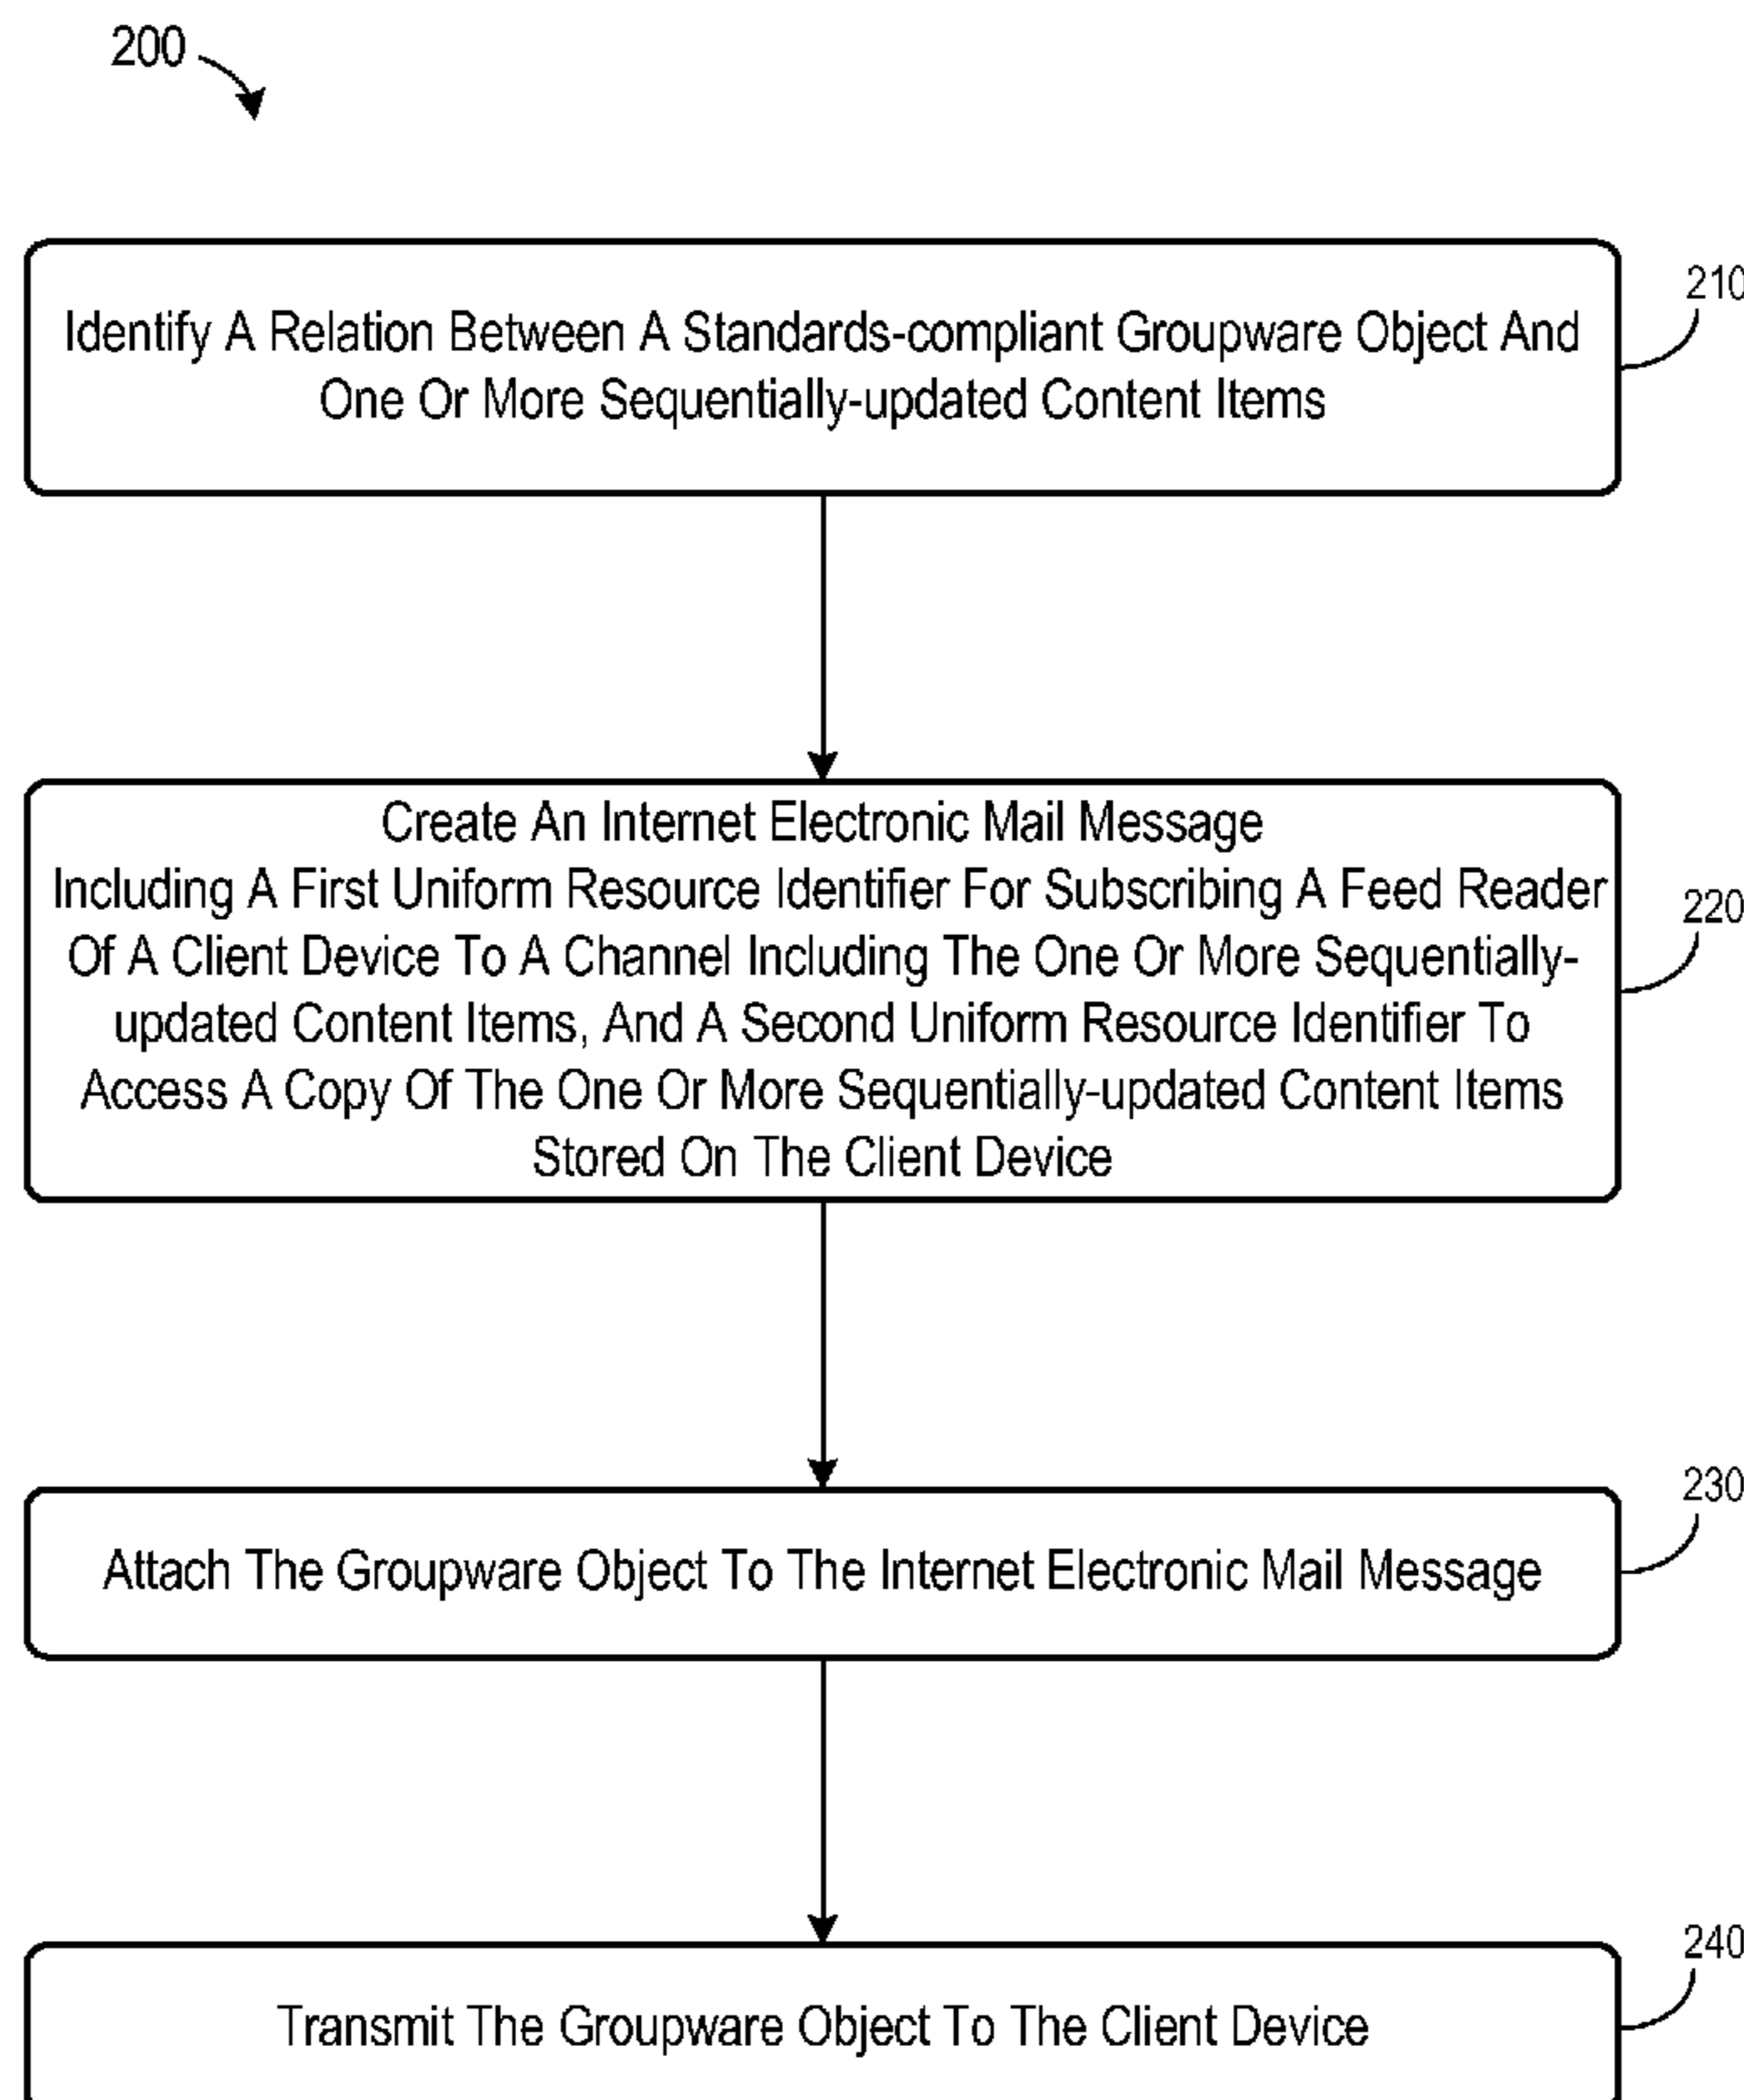 200
210
Identify A Relation Between A Standards-compliant Groupware Object And
One Or More Sequentially-updated Content Items
220
Create An Internet Electronic Mail Message
Including A First Uniform Resource Identifier For Subscribing A Feed Reader
Of A Client Device To A Channel Including The One Or More Sequentially-
updated Content Items, And A Second Uniform Resource Identifier To
Access A Copy Of The One Or More Sequentially-updated Content Items
Stored On The Client Device
230
Attach The Groupware Object To The Internet Electronic Mail Message
240
Transmit The Groupware Object To The Client Device